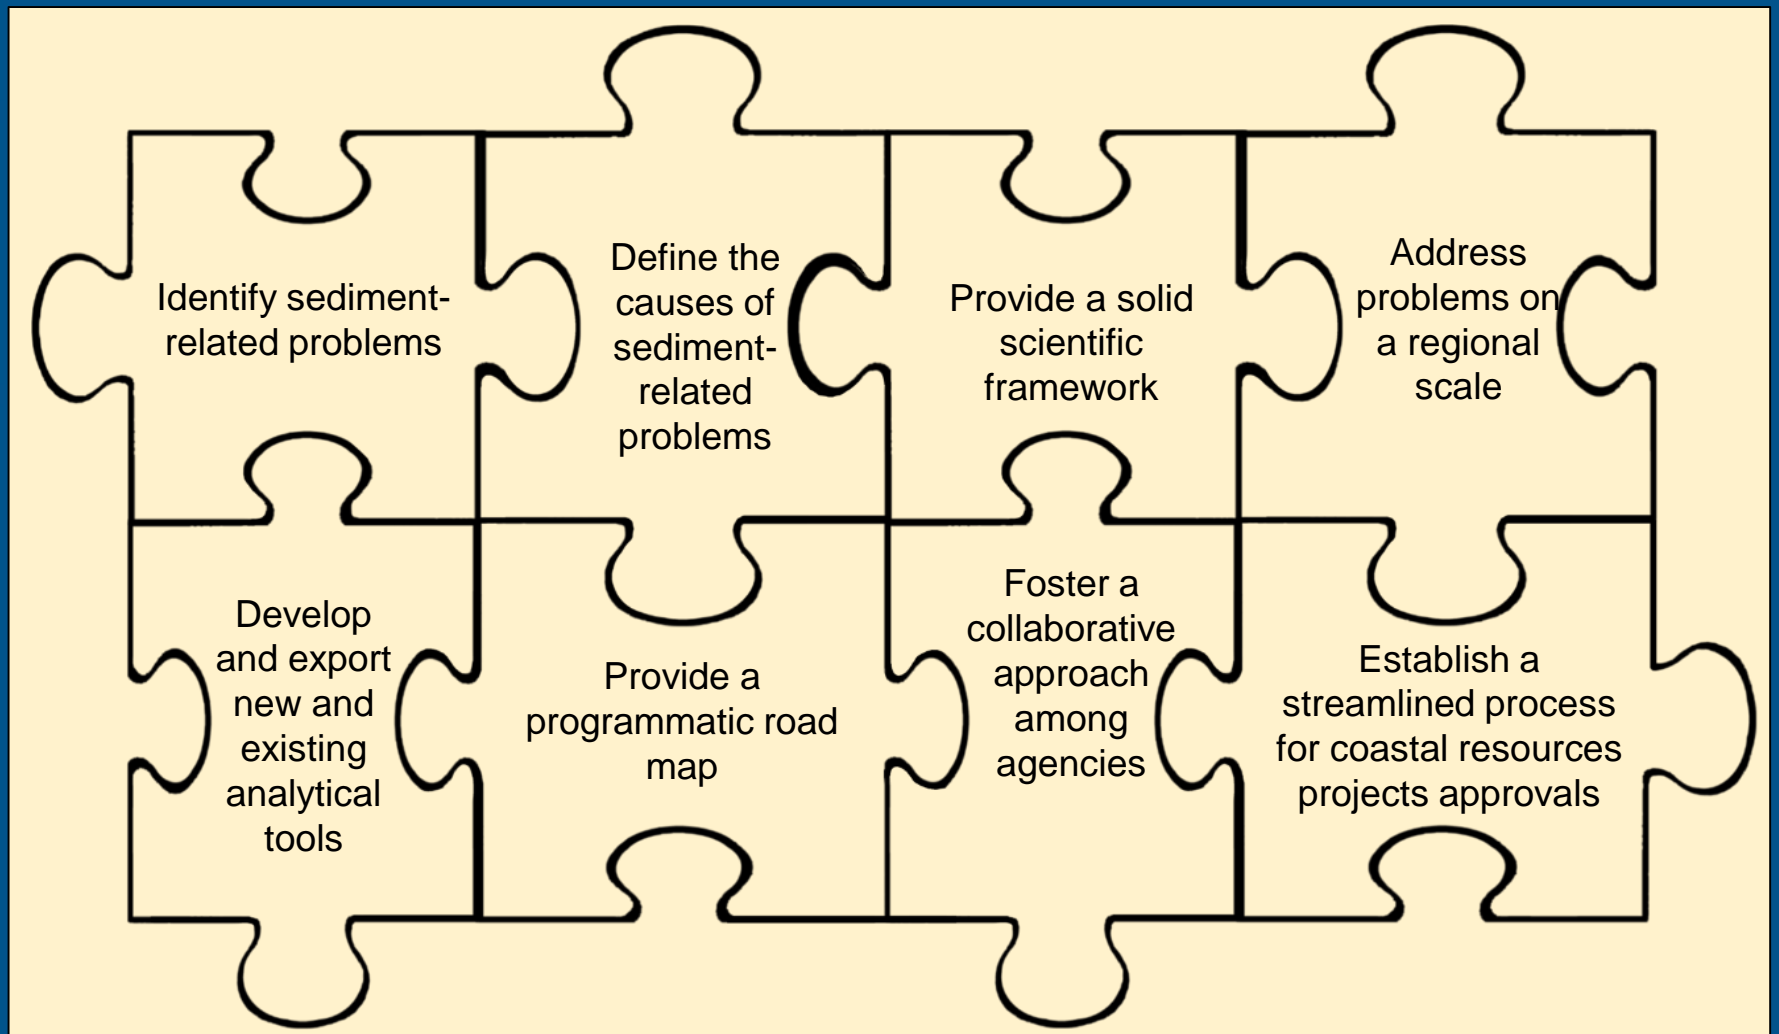 Identify sediment-
related problems
Define the
causes of
sediment-
related
problems
Provide a solid
scientific
framework
Address
problems on
a regional
scale
Develop
and export
new and
existing
analytical
tools
Provide a
programmatic road
map
Foster a
collaborative
approach
among
agencies
Establish a
streamlined process
for coastal resources
projects approvals